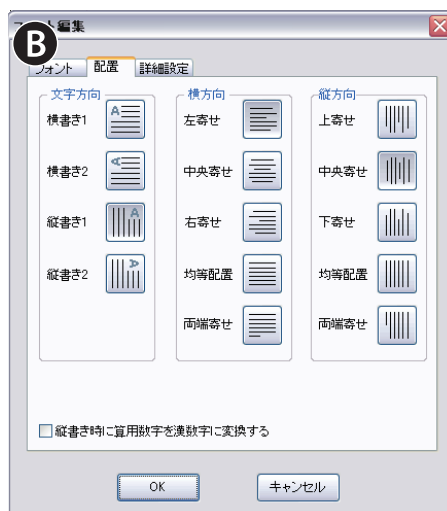 フォント編集
B
フォント 配置 詳細設定
文字方向 横方向 縦方向
横書き1 左寄せ 上寄せ
横書き2 中央寄せ 中央寄せ
縦書き1 右寄せ 下寄せ
縦書き2 均等配置 均等配置
両端寄せ 両端寄せ
縦書き時に算用数字を漢数字に変換する
OK キャンセル